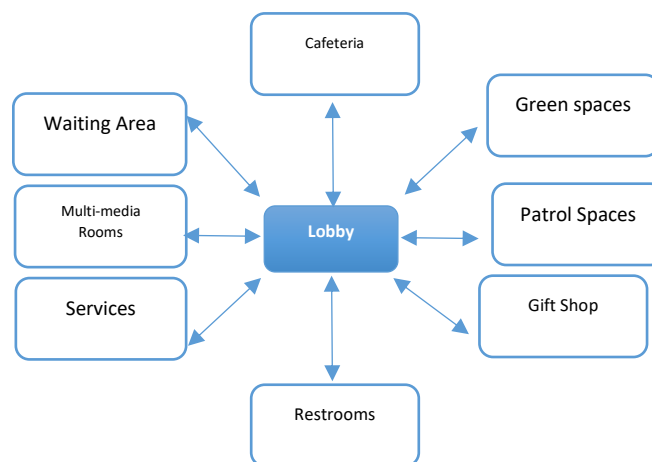 Cafeteria
Waiting Area
Green spaces
Multi-media
Rooms
Lobby
Patrol Spaces
Services
Gift Shop
Restrooms